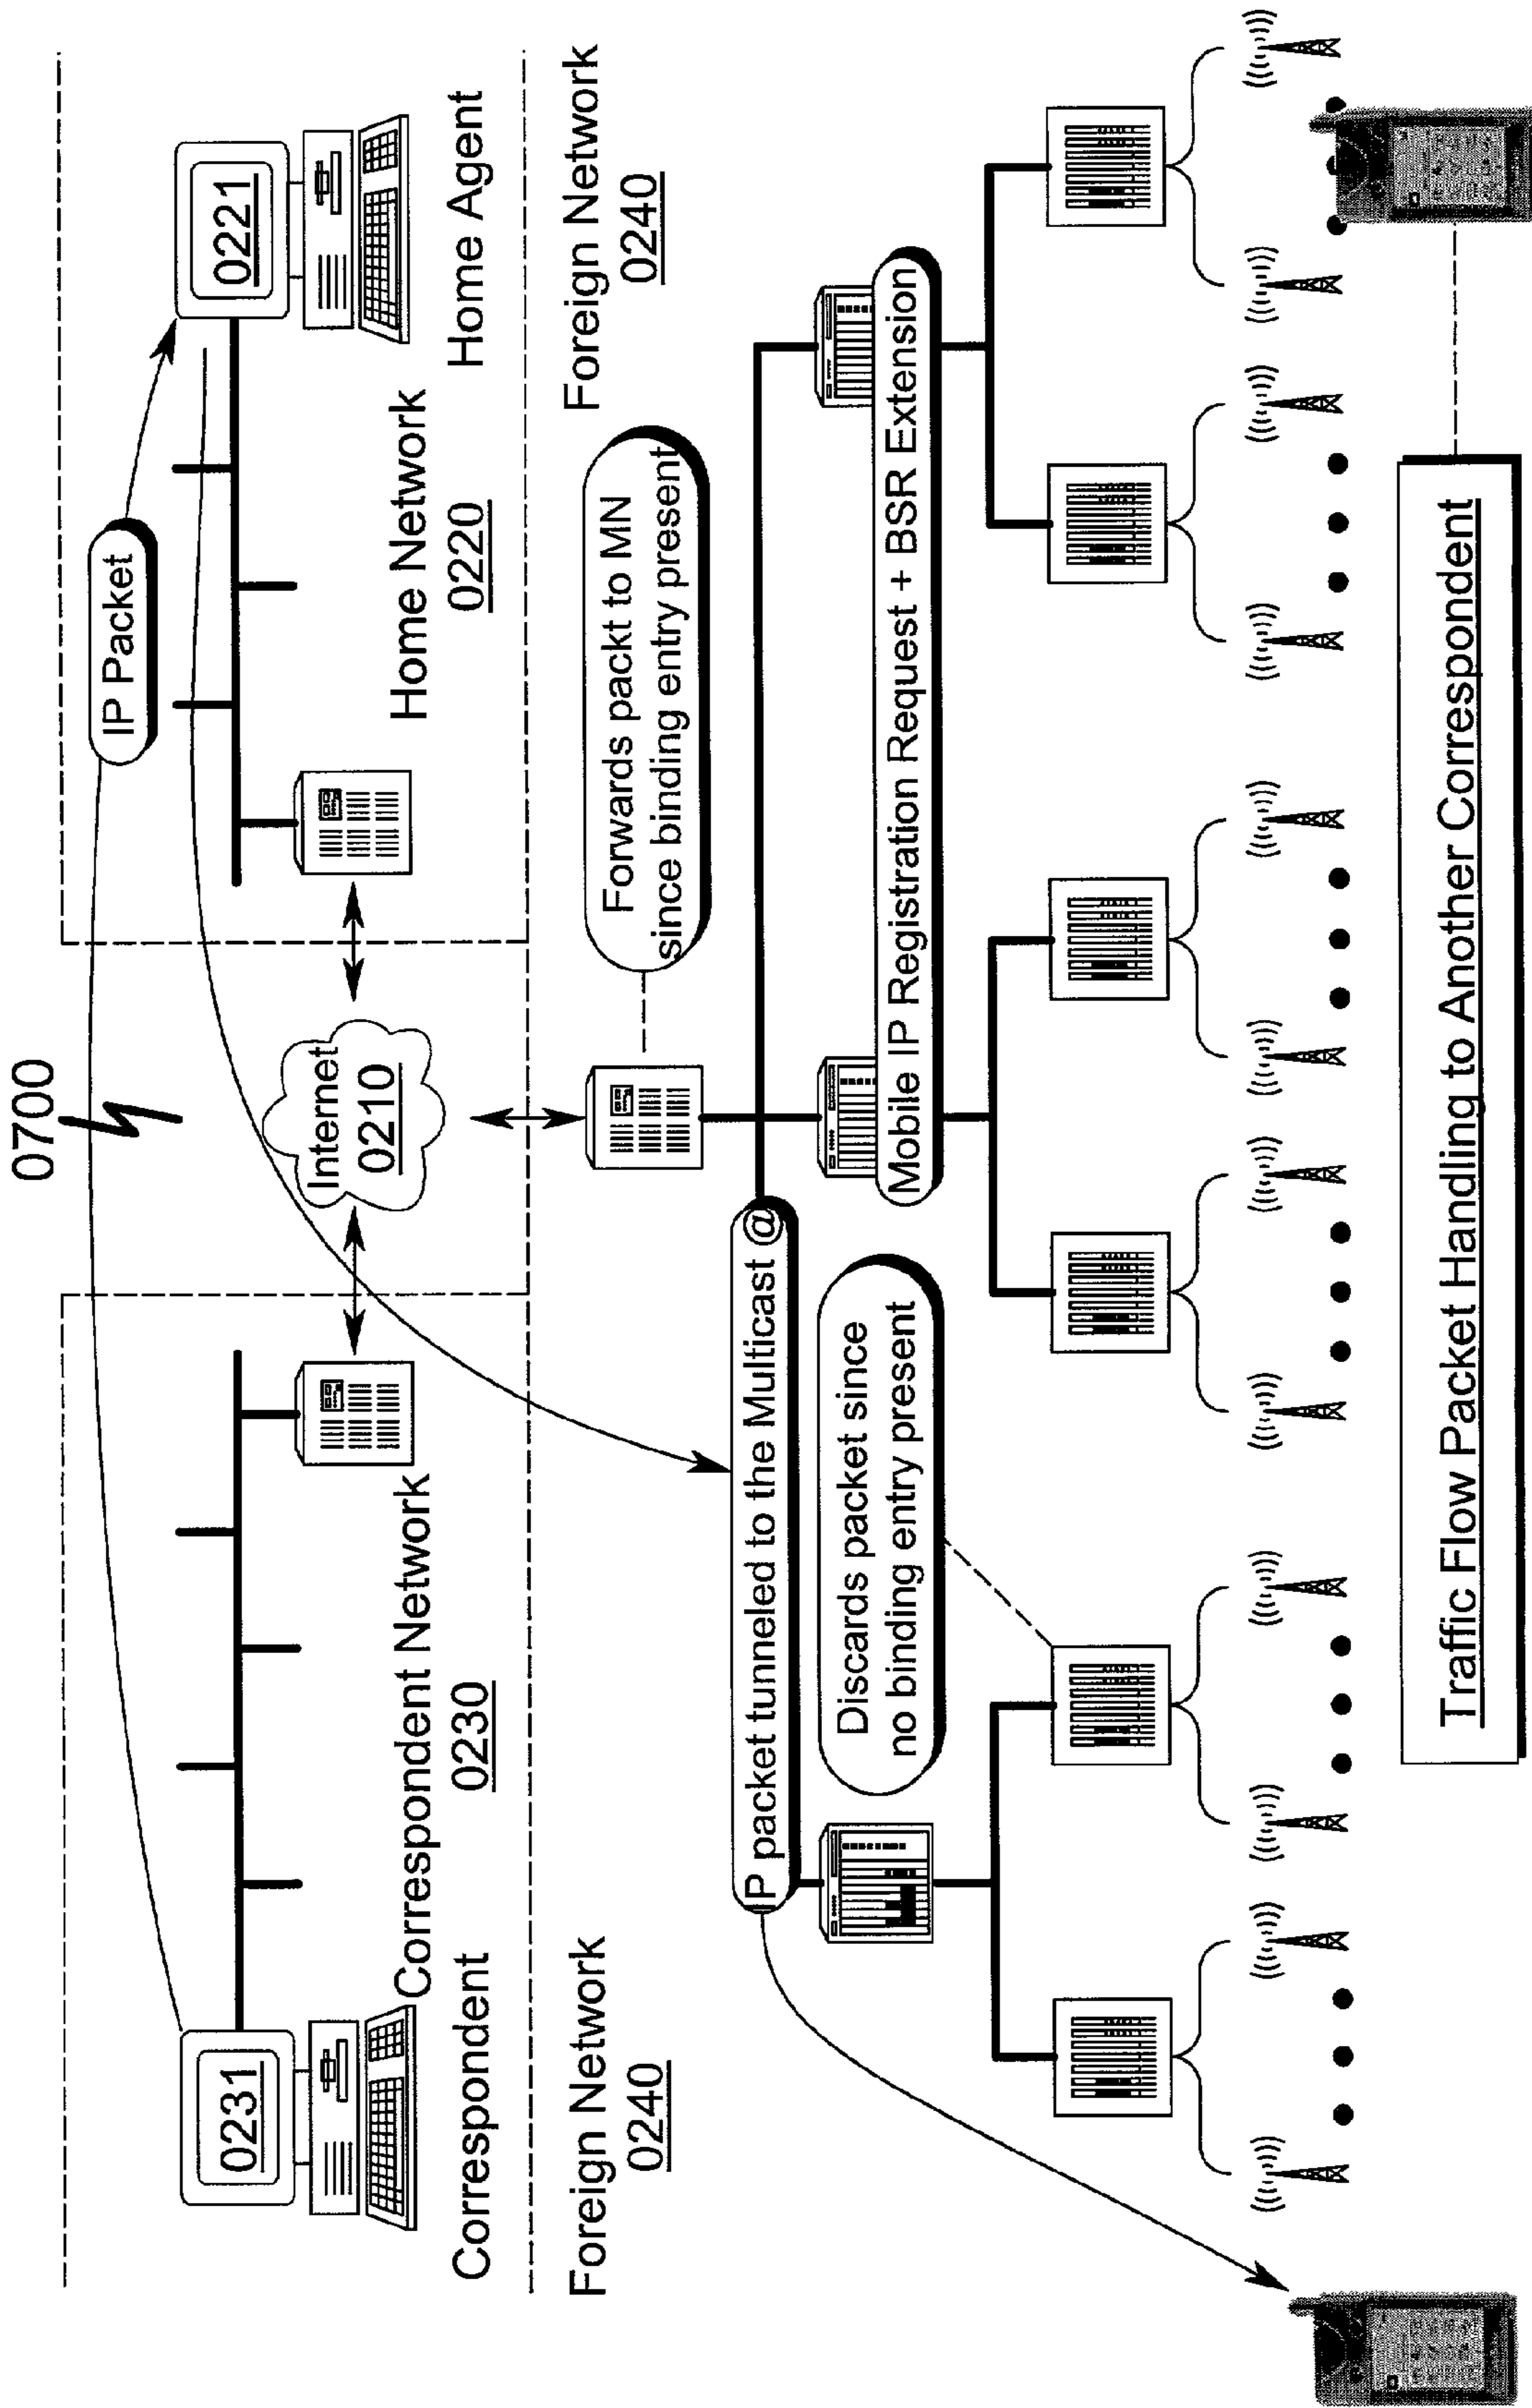 0700
IP Packet
0231
0221
Internet
0210
Correspondent Network
0230
Correspondent
Home Network
0220
Home Agent
Foreign Network
0240
Foreign Network
0240
Forwards packt to MN
since binding entry present
IP packet tunneled to the Multicast @
Mobile IP Registration Request + BSR Extension
Discards packet since
no binding entry present
Traffic Flow Packet Handling to Another Correspondent